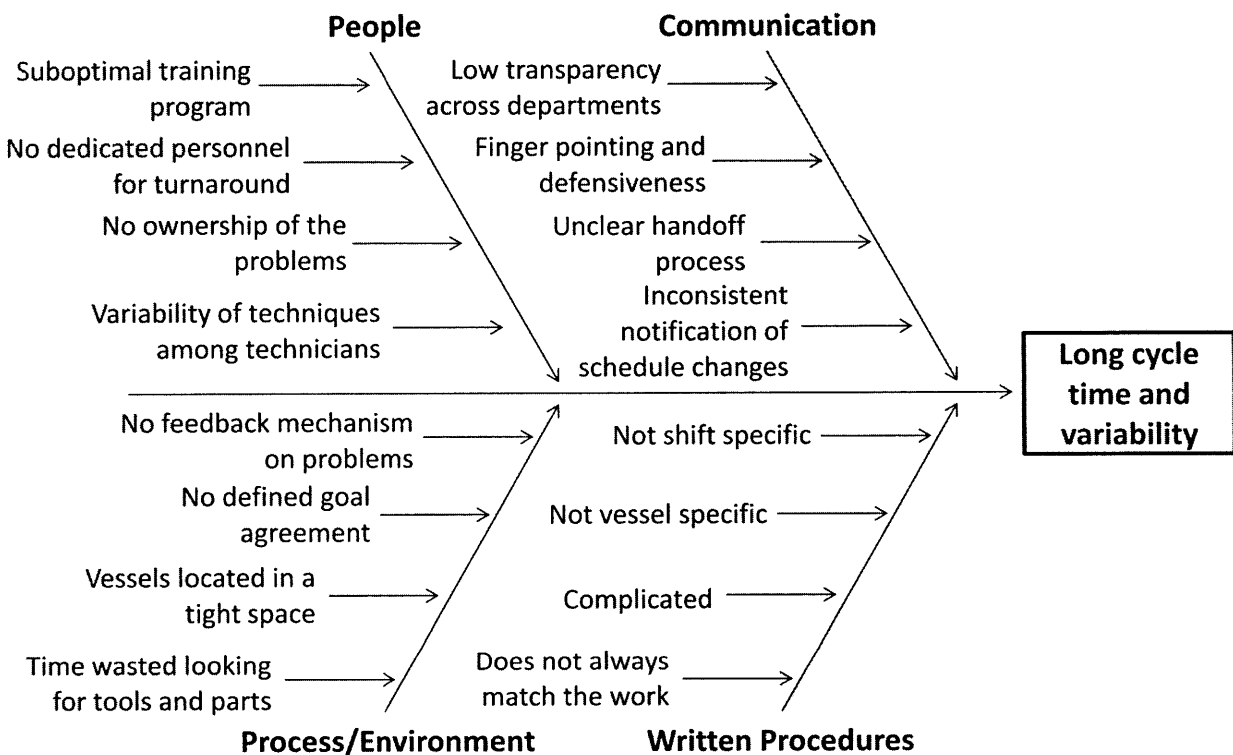 People
Suboptimal training
program
No dedicated personnel
for turnaround
No ownership of the
problems
Variability of techniques
among technicians
Communication
Low transparency
across departments
Finger pointing and
defensiveness
Unclear handoff
process
Inconsistent
notification of
schedule changes
Long cycle
time and
variability
No feedback mechanism
on problems
No defined goal
agreement
Vessels located in a
tight space
Time wasted looking
for tools and parts
Process/Environment
Not shift specific
Not vessel specific
Complicated
Does not always
match the work
Written Procedures